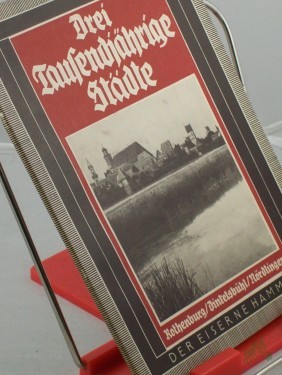 Drei
Tausendjährige
Städte
Rothenburg/Dinkelsbühl/Nördlingen
DER EISERNE HAMM